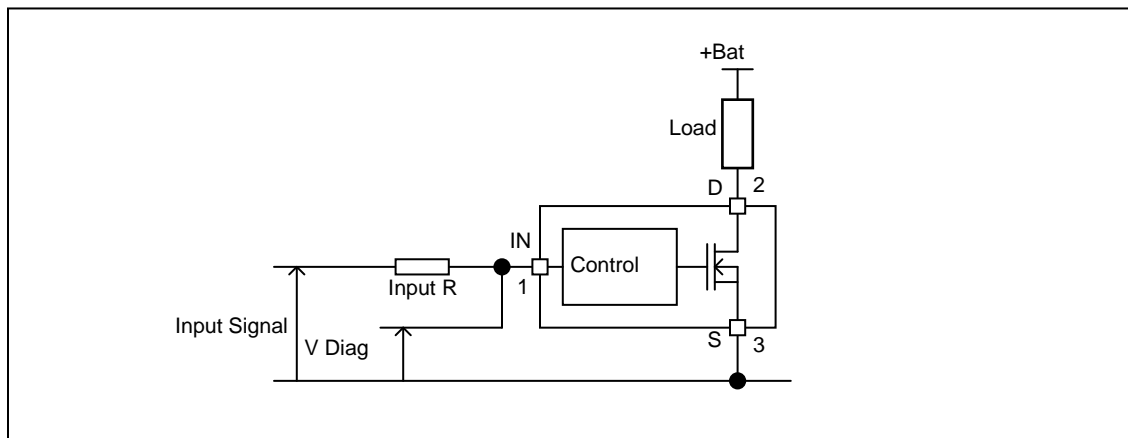 +Bat
Load
D 2
IN
Control
1
Input R
Input Signal
V Diag
S 3